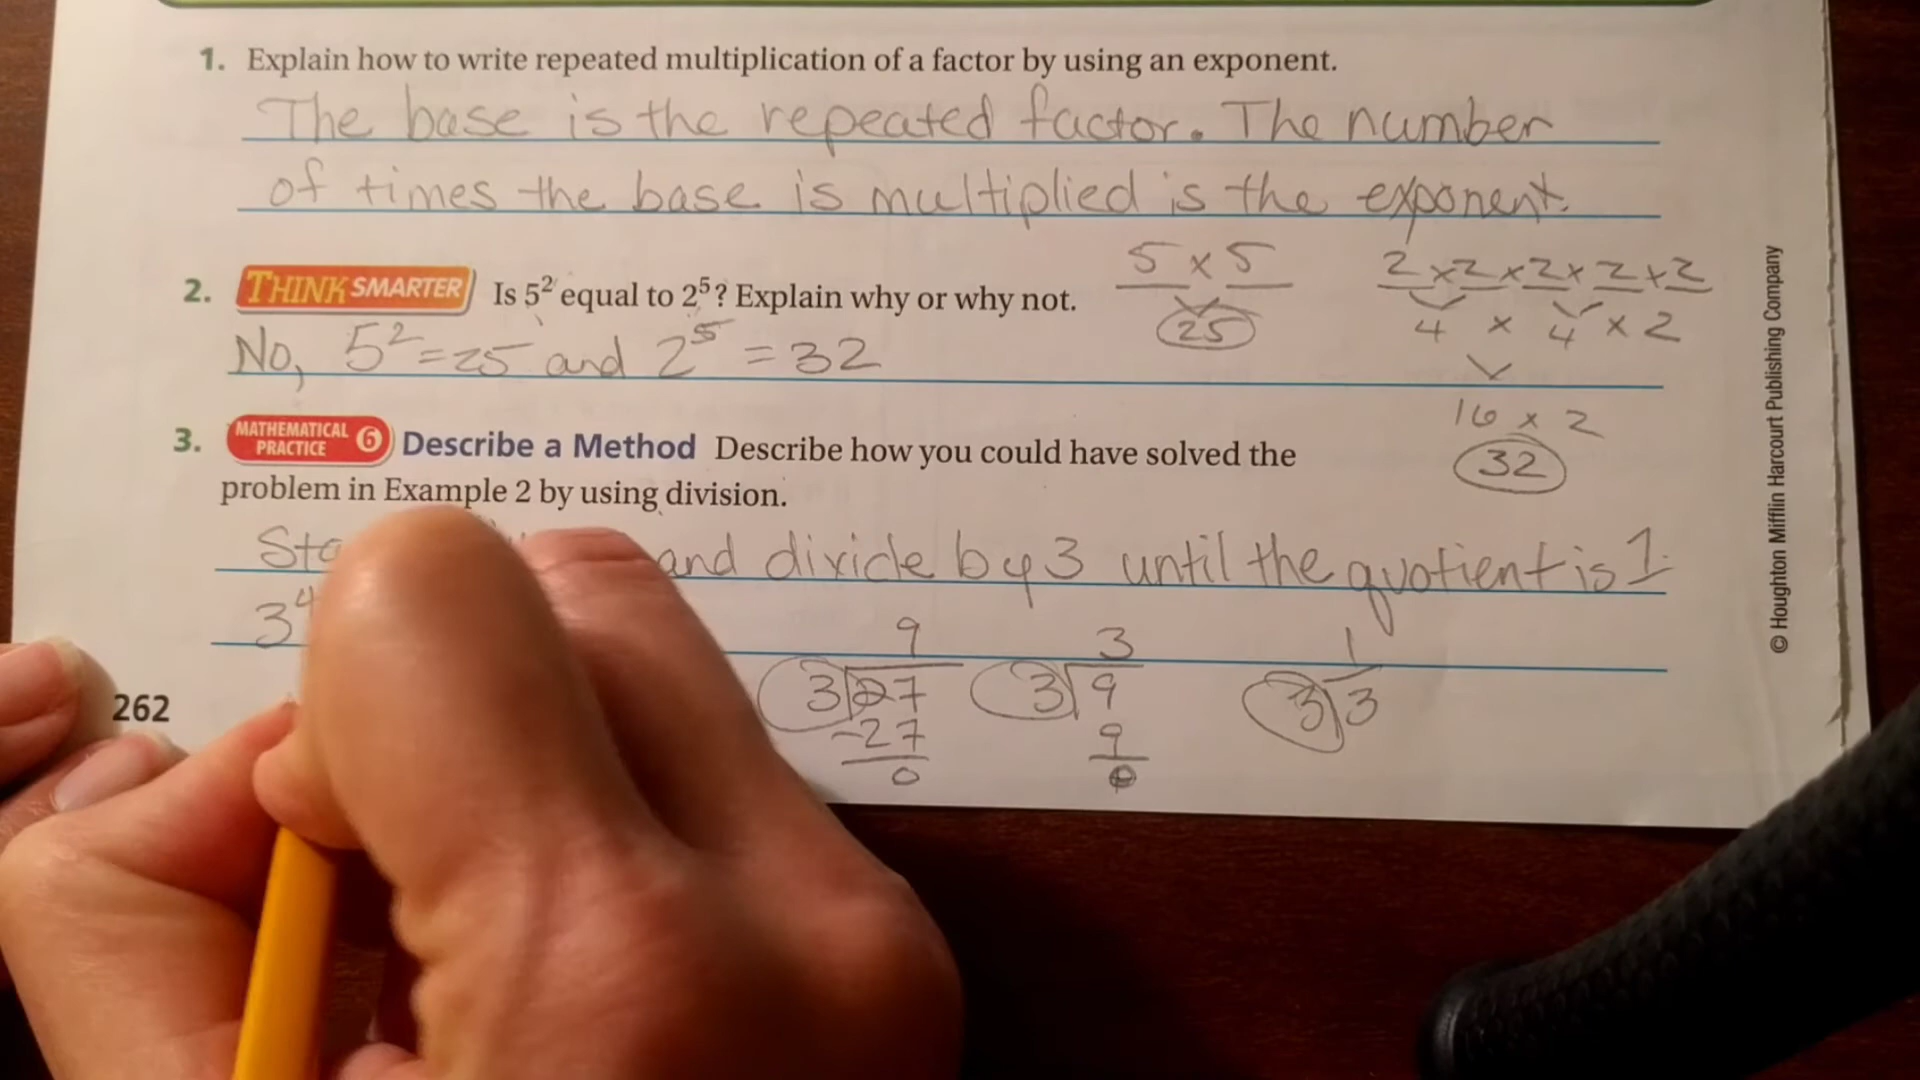 1. Explain how to write repeated multiplication of a factor by using an exponent.
The base is the repeated factor. The number
of times the base is multiplied is the exponent.
2. THINK SMARTER Is 5² equal to 2⁵? Explain why or why not.
5 x 5
25
2 x 2 x 2 x 2 x 2
4 x 4 x 2
16 x 2
32
No, 5² = 25 and 2⁵ = 32
3. MATHEMATICAL PRACTICE 6 Describe a Method Describe how you could have solved the
problem in Example 2 by using division.
and divide by 3 until the quotient is 1.
3⁴
9
3 27
-27
0
3
3 9
9
0
1
3 3
262
© Houghton Mifflin Harcourt Publishing Company